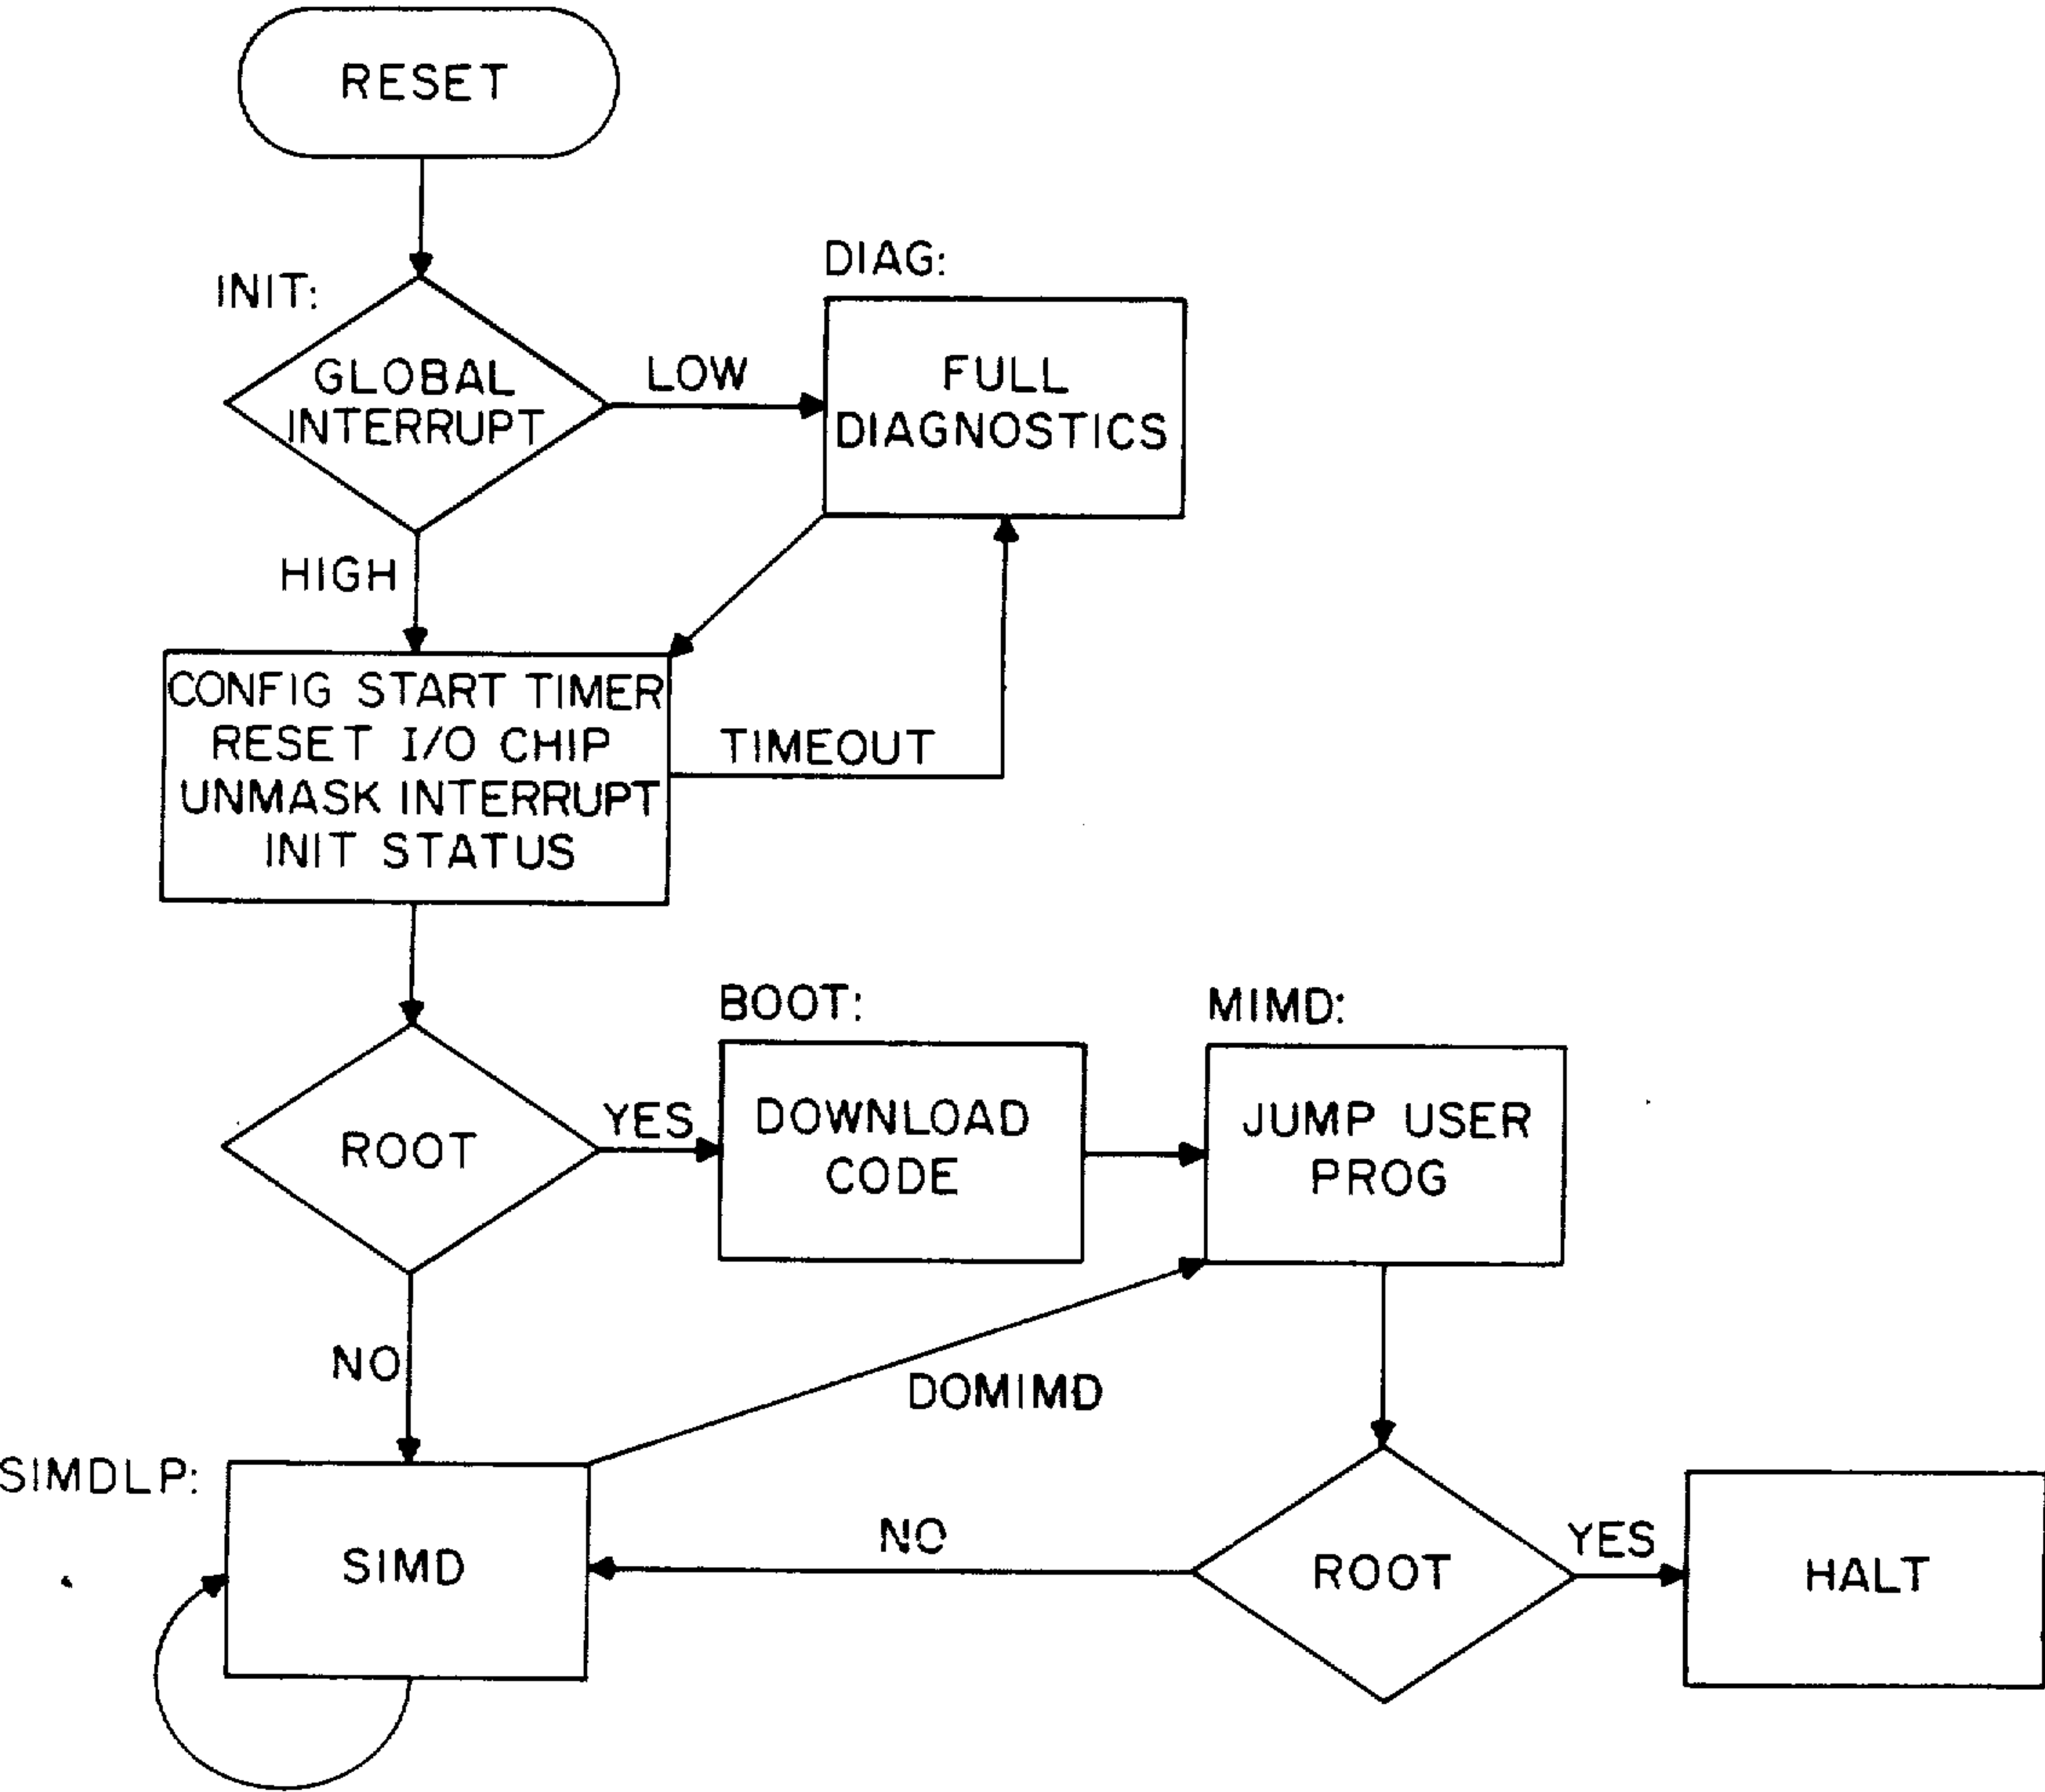 RESET
INIT:
GLOBAL
INTERRUPT
LOW
DIAG:
FULL
DIAGNOSTICS
HIGH
CONFIG START TIMER
RESET I/O CHIP
UNMASK INTERRUPT
INIT STATUS
TIMEOUT
ROOT
YES
BOOT:
DOWNLOAD
CODE
MIMD:
JUMP USER
PROG
NO
DOMIMD
SIMDLP:
SIMD
NO
ROOT
YES
HALT